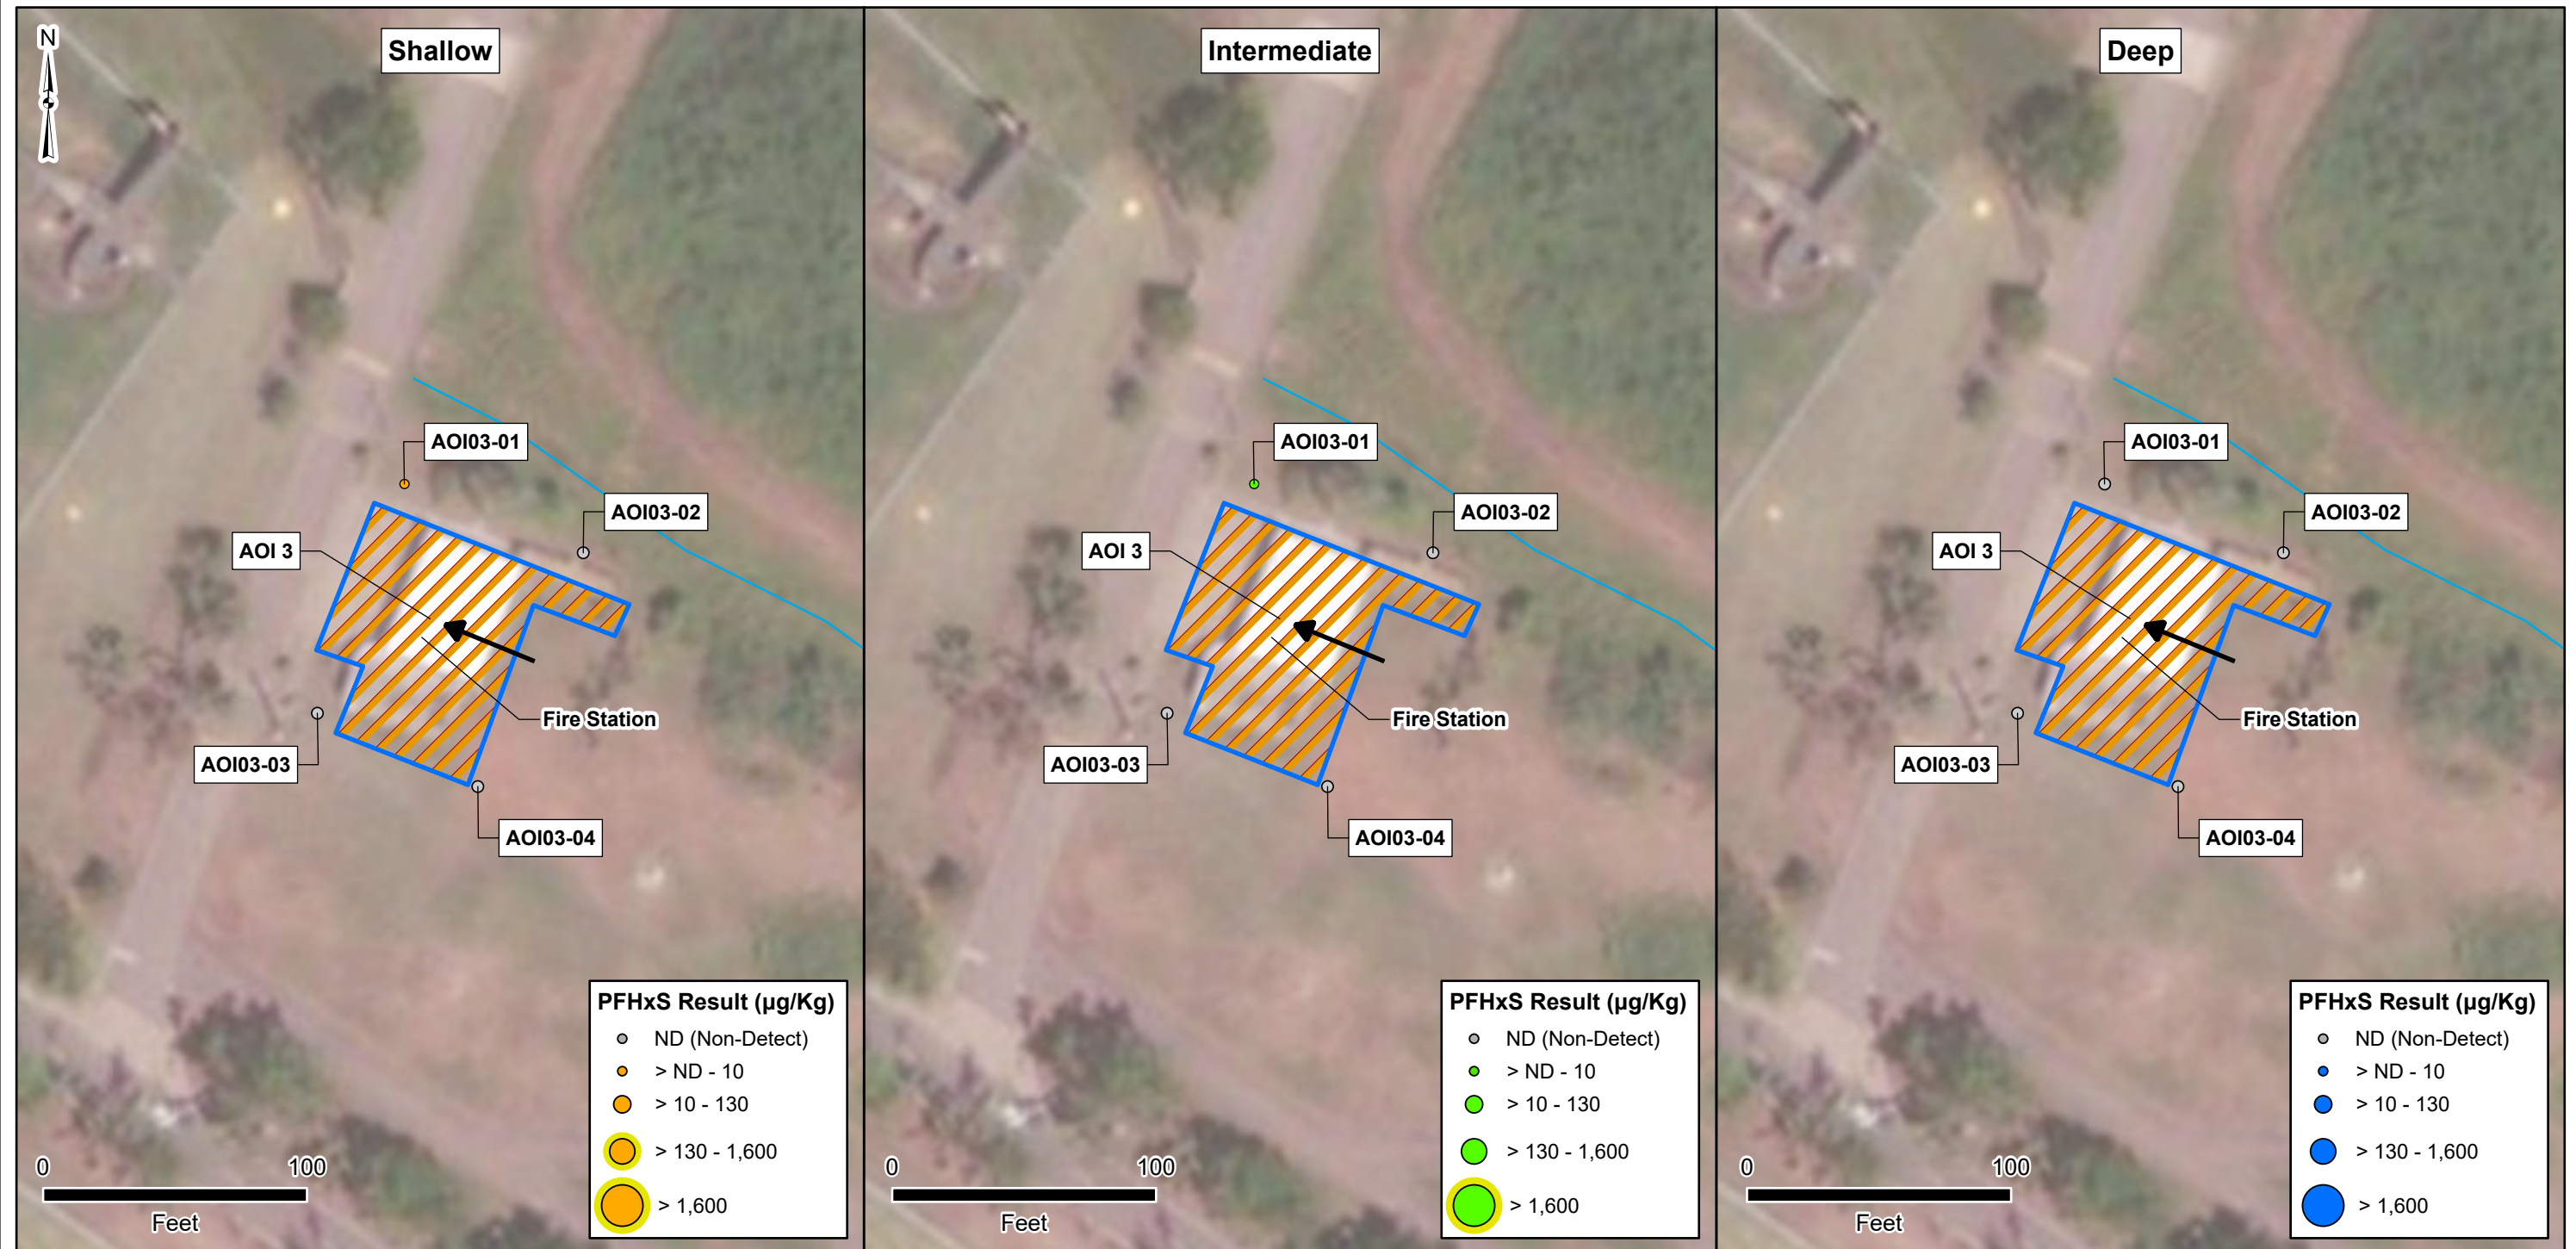 N
Shallow
AOI03-01
AOI03-02
AOI 3
Fire Station
AOI03-03
AOI03-04
PFHxS Result (µg/Kg)
ND (Non-Detect)
> ND - 10
> 10 - 130
> 130 - 1,600
> 1,600
0 100
Feet
Intermediate
AOI03-01
AOI03-02
AOI 3
Fire Station
AOI03-03
AOI03-04
PFHxS Result (µg/Kg)
ND (Non-Detect)
> ND - 10
> 10 - 130
> 130 - 1,600
> 1,600
0 100
Feet
Deep
AOI03-01
AOI03-02
AOI 3
Fire Station
AOI03-03
AOI03-04
PFHxS Result (µg/Kg)
ND (Non-Detect)
> ND - 10
> 10 - 130
> 130 - 1,600
> 1,600
0 100
Feet